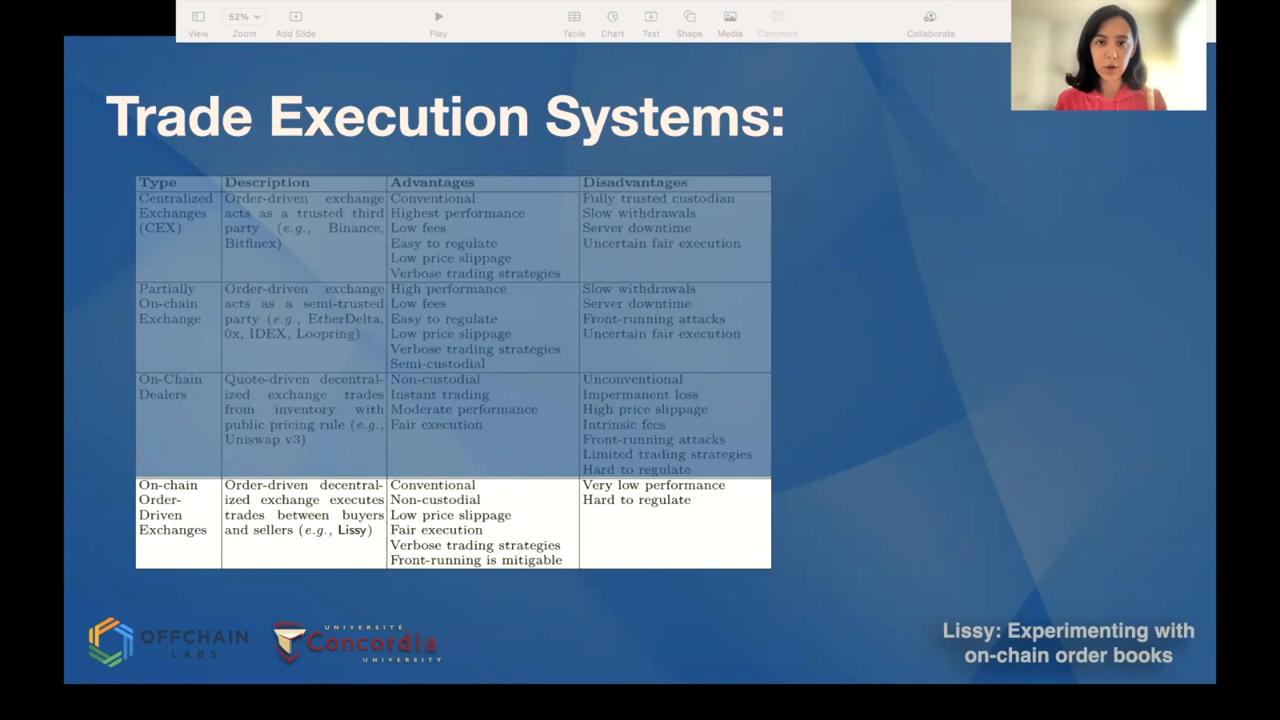 View
52%
Zoom
Add Slide
Play
Table
Chart
Text
Shape
Media
Comment
Collaborate
Trade Execution Systems:
Type Description Advantages Disadvantages
Centralized Order-driven exchange Conventional Fully trusted custodian
Exchanges acts as a trusted third Highest performance Slow withdrawals
(CEX) party (e.g., Binance, Low fees Server downtime
Bitfinex) Easy to regulate Uncertain fair execution
Low price slippage
Verbose trading strategies
Partially Order-driven exchange High performance Slow withdrawals
On-chain acts as a semi-trusted Low fees Server downtime
Exchange party (e.g., EtherDelta, Easy to regulate Front-running attacks
0x, IDEX, Loopring) Low price slippage Uncertain fair execution
Verbose trading strategies
Semi-custodial
On-Chain Quote-driven decentral- Non-custodial Unconventional
Dealers ized exchange trades Instant trading Impermanent loss
from inventory with Moderate performance High price slippage
public pricing rule (e.g., Fair execution Intrinsic fees
Uniswap v3) Front-running attacks
Limited trading strategies
Hard to regulate
On-chain Order-driven decentral- Conventional Very low performance
Order- ized exchange executes Non-custodial Hard to regulate
Driven trades between buyers Low price slippage
Exchanges and sellers (e.g., Lissy) Fair execution
Verbose trading strategies
Front-running is mitigable
OFFCHAIN
LABS
UNIVERSITÉ
Concordia
UNIVERSITY
Lissy: Experimenting with
on-chain order books